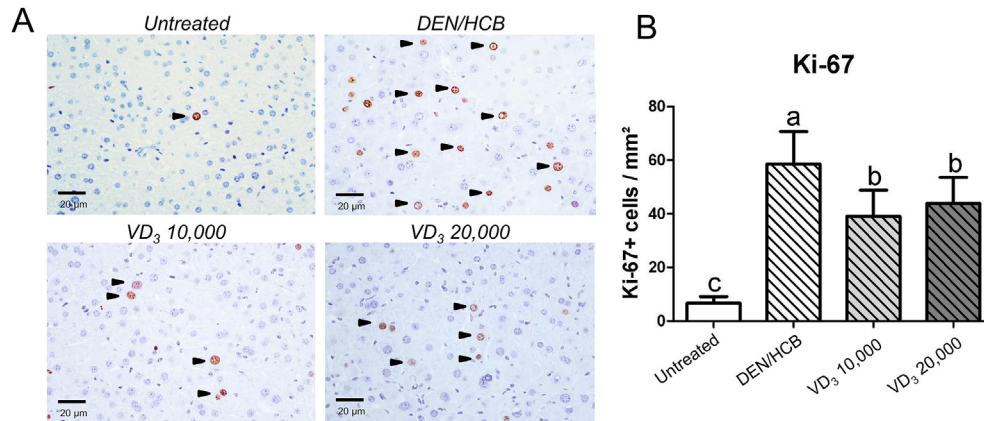 A
Untreated
DEN/HCB
20 µm
20 µm
VD₃ 10,000
VD₃ 20,000
20 µm
20 µm
B
Ki-67
Ki-67+ cells / mm²
80
60
40
20
0
c
a
b
b
Untreated
DEN/HCB
VD₃ 10,000
VD₃ 20,000